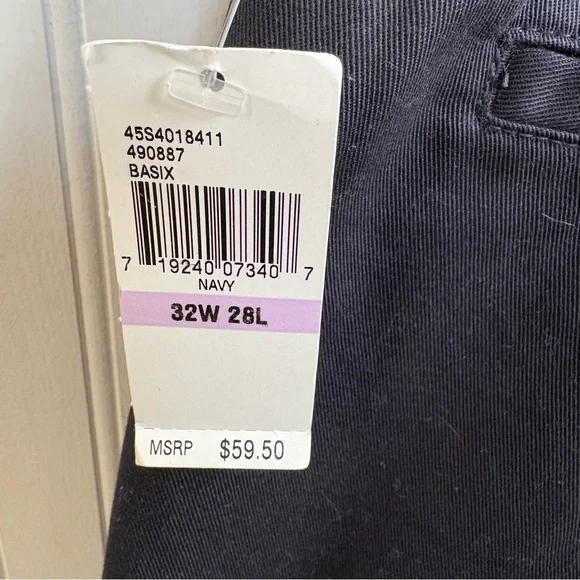 45S4018411
490887
BASIX
7 19240 07340 7
NAVY
32W 28L
MSRP $59.50